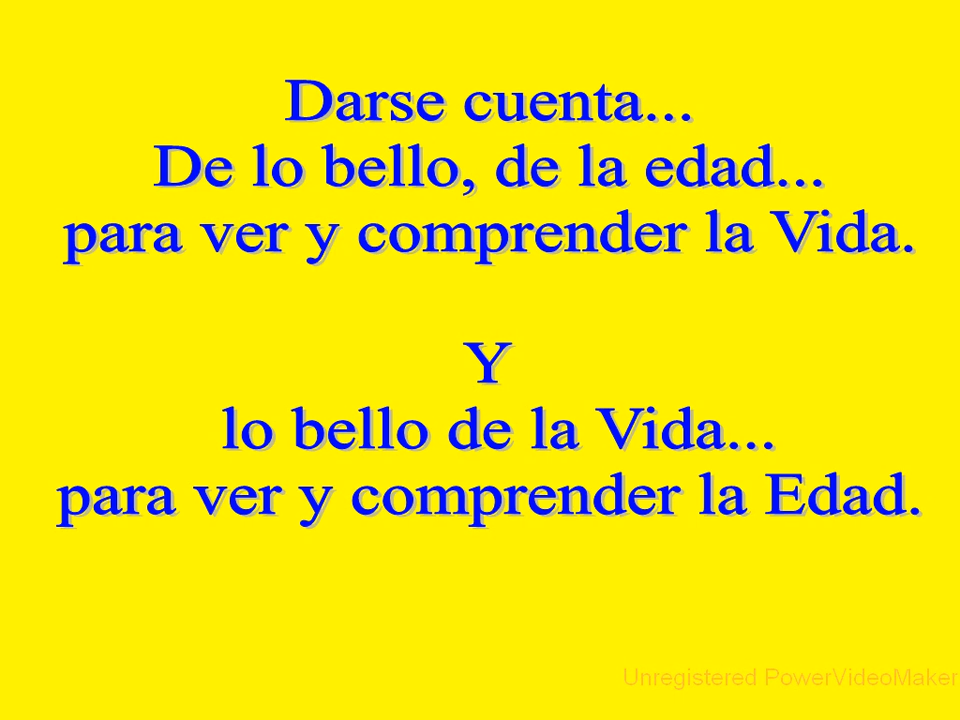 Darse cuenta...
De lo bello, de la edad...
para ver y comprender la Vida.
Y
lo bello de la Vida...
para ver y comprender la Edad.
Unregistered PowerVideoMaker